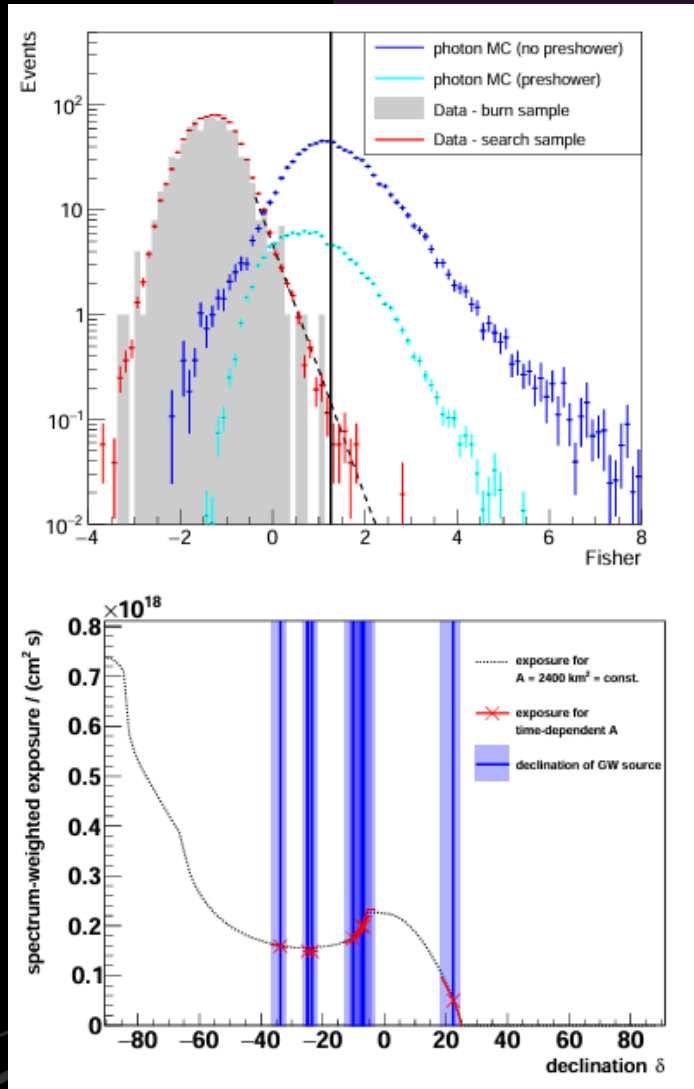 Events
photon MC (no preshower)
photon MC (preshower)
Data - burn sample
Data - search sample
10²
10
1
10⁻¹
10⁻²
−4 −2 0 2 4 6 8
Fisher
×10¹⁸
spectrum-weighted exposure / (cm² s)
0.8
0.7
0.6
0.5
0.4
0.3
0.2
0.1
0
exposure for
A = 2400 km² = const.
exposure for
time-dependent A
declination of GW source
−80 −60 −40 −20 0 20 40 60 80
declination δ